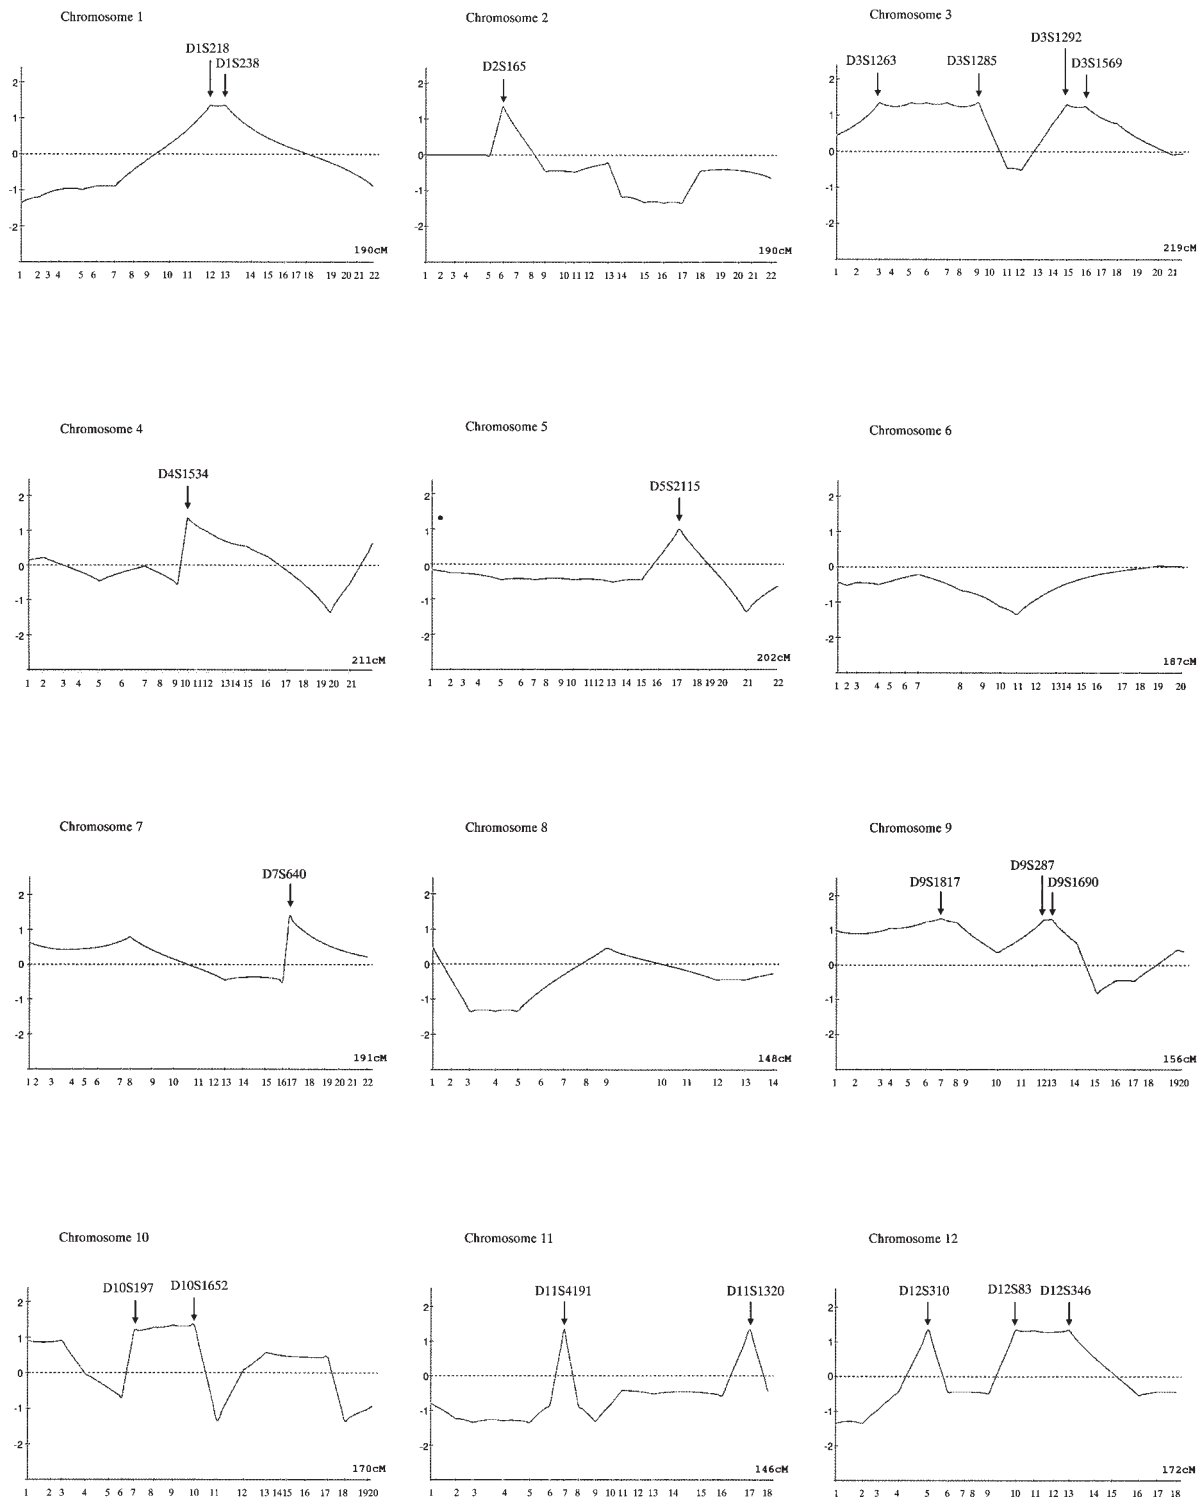 Chromosome 1
Chromosome 2
Chromosome 3
D1S218
D1S238
2
1
0
-1
-2
190cM
1 2 3 4 5 6 7 8 9 10 11 12 13 14 15 16 17 18 19 20 21 22
D2S165
2
1
0
-1
-2
190cM
1 2 3 4 5 6 7 8 9 10 11 12 13 14 15 16 17 18 19 20 21 22
D3S1292
D3S1263
D3S1285
D3S1569
2
1
0
-1
-2
219cM
1 2 3 4 5 6 7 8 9 10 11 12 13 14 15 16 18 19 20 21
Chromosome 4
Chromosome 5
Chromosome 6
D4S1534
2
1
0
-1
-2
211cM
1 2 3 4 5 6 7 8 9 10 11 12 13 14 15 16 17 18 19 20 21
D5S2115
2
1
0
-1
-2
202cM
1 2 3 4 5 6 7 8 9 10 11 12 13 14 15 16 17 18 19 20 21 22
2
1
0
-1
-2
187cM
1 2 3 4 5 6 7 8 9 10 11 12 13 14 15 16 17 18 19 20
Chromosome 7
Chromosome 8
Chromosome 9
D7S640
2
1
0
-1
-2
191cM
1 2 3 4 5 6 7 8 9 10 11 12 13 14 15 16 17 18 19 20 21 22
2
1
0
-1
-2
148cM
1 2 3 4 5 6 7 9 10 11 12 13 14
D9S287
D9S1817
D9S1690
2
1
0
-1
-2
156cM
1 2 3 4 5 6 7 8 9 10 11 12 13 14 15 16 17 18 19 20
Chromosome 10
Chromosome 11
Chromosome 12
D10S197
D10S1652
2
1
0
-1
-2
170cM
1 2 3 4 5 6 7 8 9 10 11 12 13 14 15 16 17 18 19 20
D11S4191
D11S1320
2
1
0
-1
-2
146cM
1 2 3 4 5 6 7 8 9 10 11 12 13 14 15 16 17 18
D12S310
D12S83
D12S346
2
1
0
-1
-2
172cM
1 2 3 4 5 6 7 8 9 10 11 12 13 14 15 16 17 18